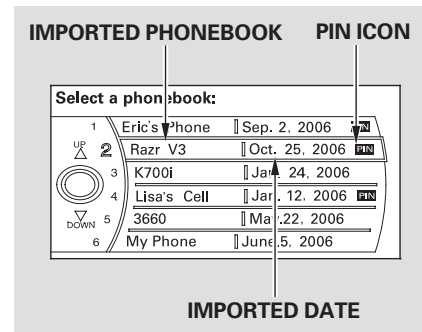 IMPORTED PHONEBOOK PIN ICON
Select a phonebook:
1 Eric's Phone Sep. 2, 2006 PIN
UP 2 Razr V3 Oct. 25, 2006 PIN
3 K700i Jan. 24, 2006
4 Lisa's Cell Jan. 12, 2006 PIN
DOWN 5 3660 May.22, 2006
6 My Phone June.5, 2006
IMPORTED DATE